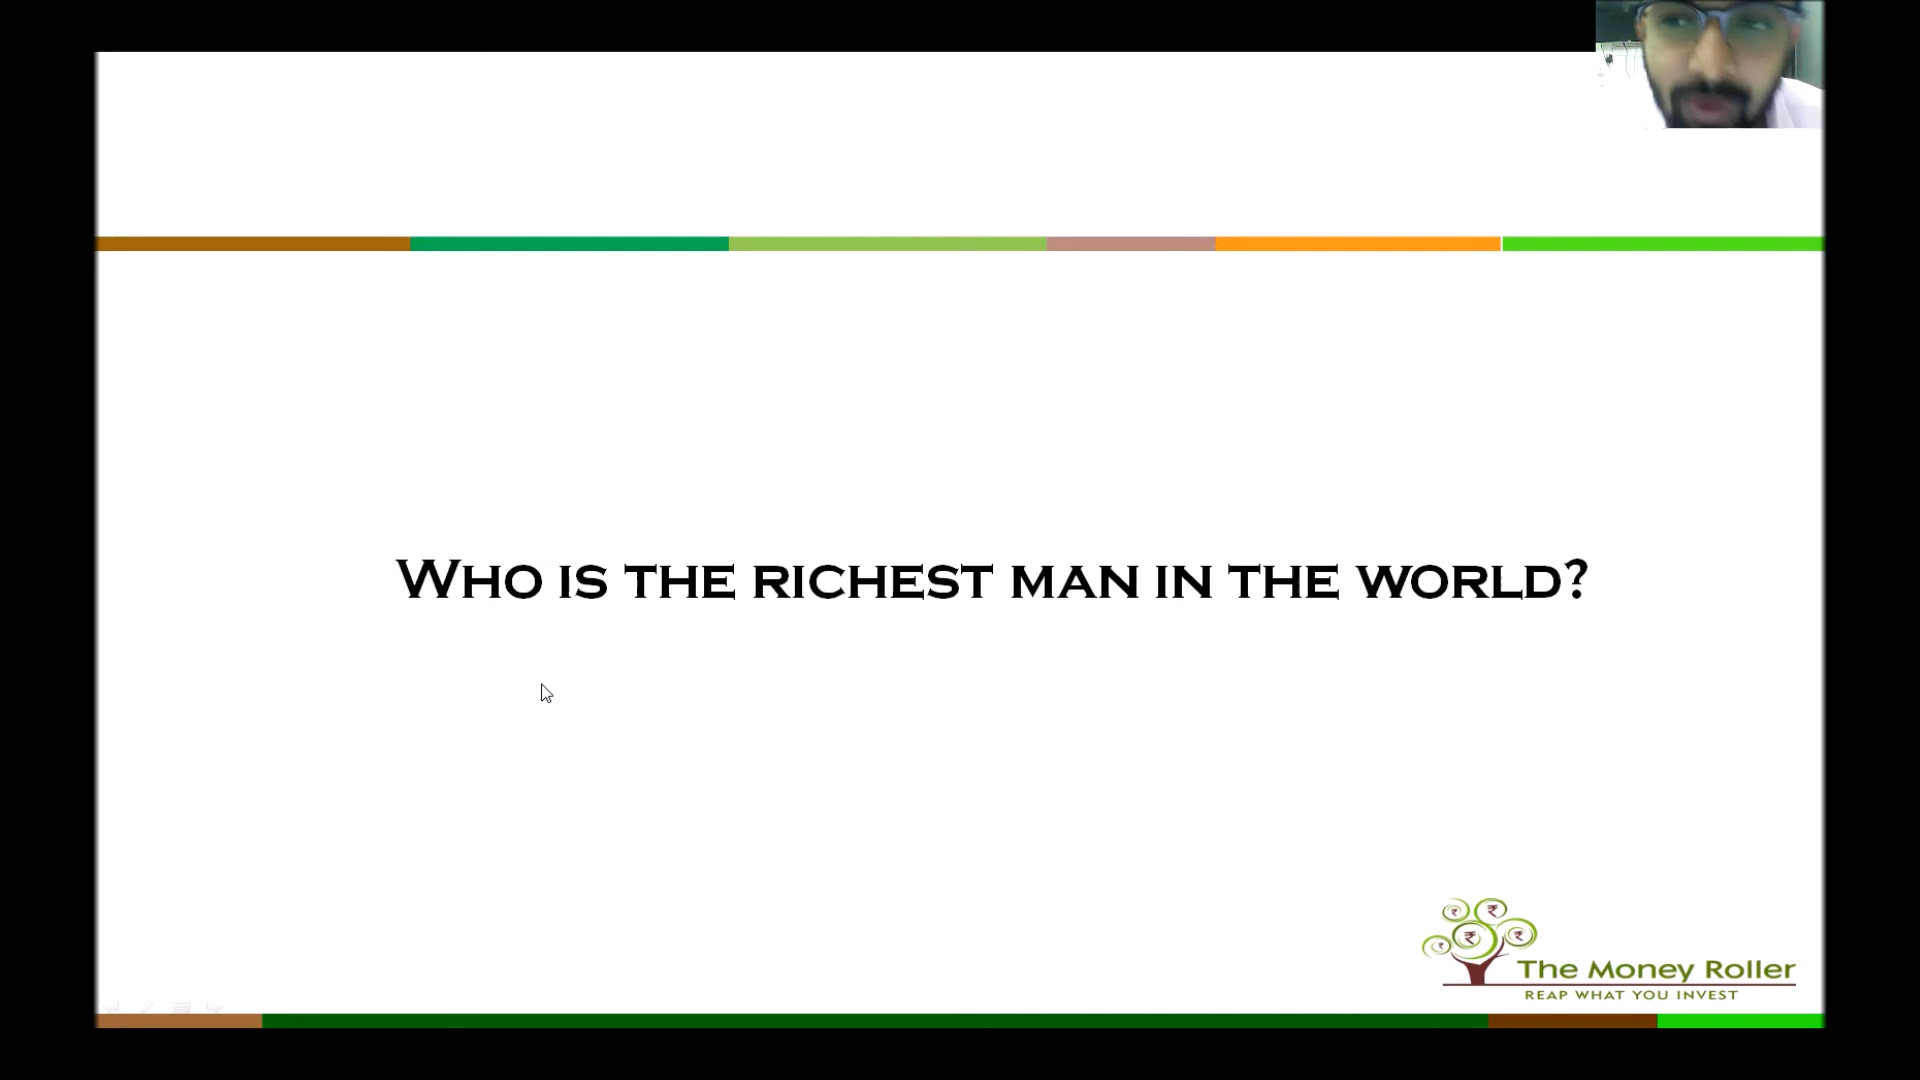 WHO IS THE RICHEST MAN IN THE WORLD?
₹ ₹ ₹ ₹ ₹
The Money Roller
REAP WHAT YOU INVEST